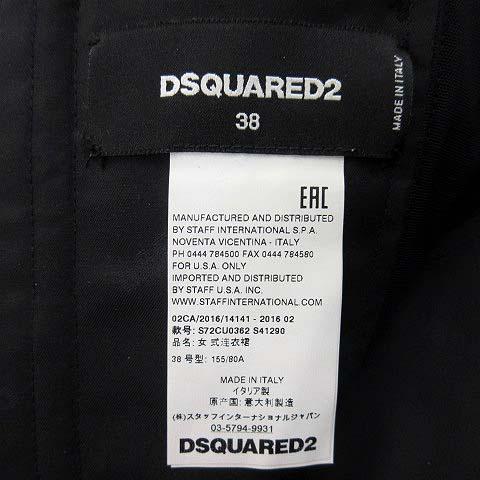 DSQUARED2
38
MADE IN ITALY
EAC
MANUFACTURED AND DISTRIBUTED
BY STAFF INTERNATIONAL S.P.A.
NOVENTA VICENTINA - ITALY
PH 0444 784500 FAX 0444 784580
FOR U.S.A. ONLY
IMPORTED AND DISTRIBUTED
BY STAFF U.S.A. INC.
WWW.STAFFINTERNATIONAL.COM
02CA/2016/14141 - 2016 02
款号: S72CU0362 S41290
品名: 女 式连衣裙
38 号型: 155/80A
MADE IN ITALY
イタリア製
原产国: 意大利製造
(株)スタッフインターナショナルジャパン
03-5794-9931
DSQUARED2